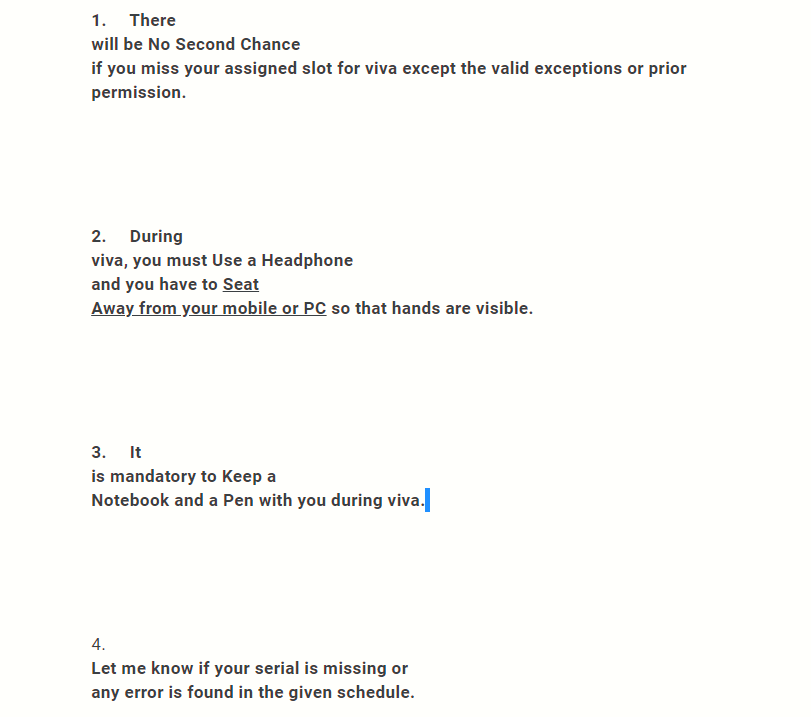 1. There
will be No Second Chance
if you miss your assigned slot for viva except the valid exceptions or prior
permission.
2. During
viva, you must Use a Headphone
and you have to Seat
Away from your mobile or PC so that hands are visible.
3. It
is mandatory to Keep a
Notebook and a Pen with you during viva.
4.
Let me know if your serial is missing or
any error is found in the given schedule.